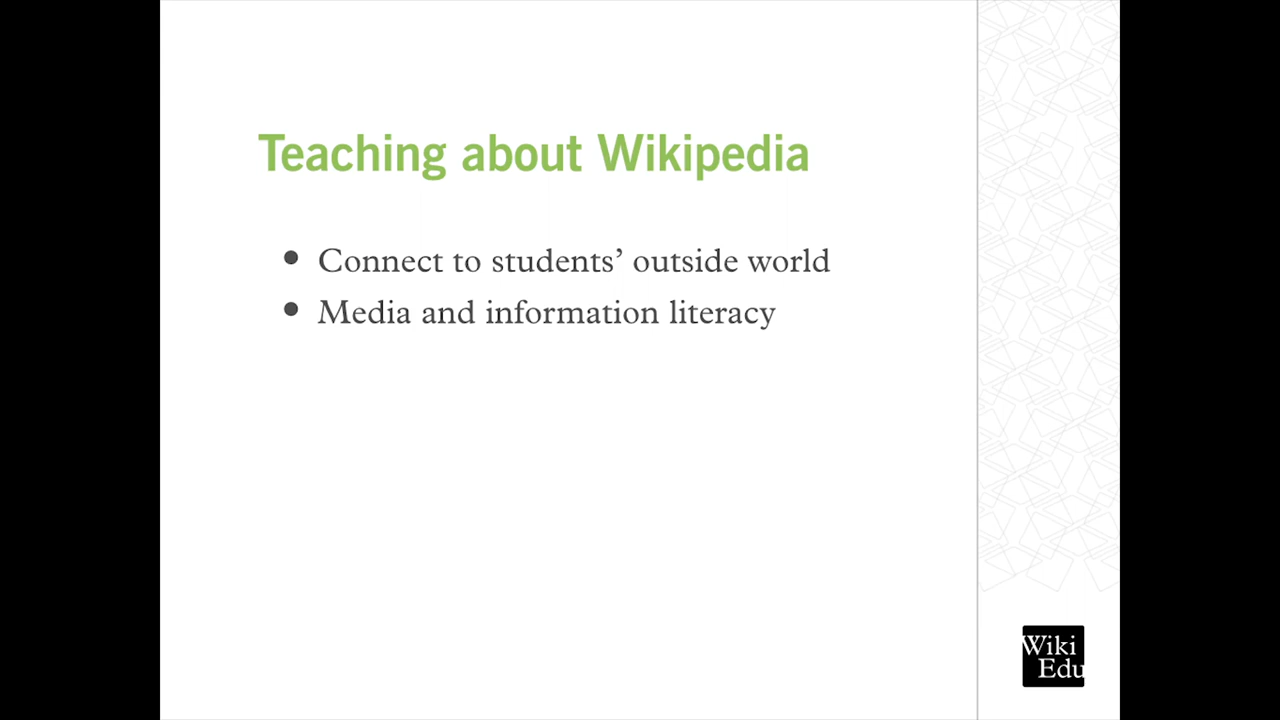 Teaching about Wikipedia
• Connect to students’ outside world
• Media and information literacy
Wiki
Edu